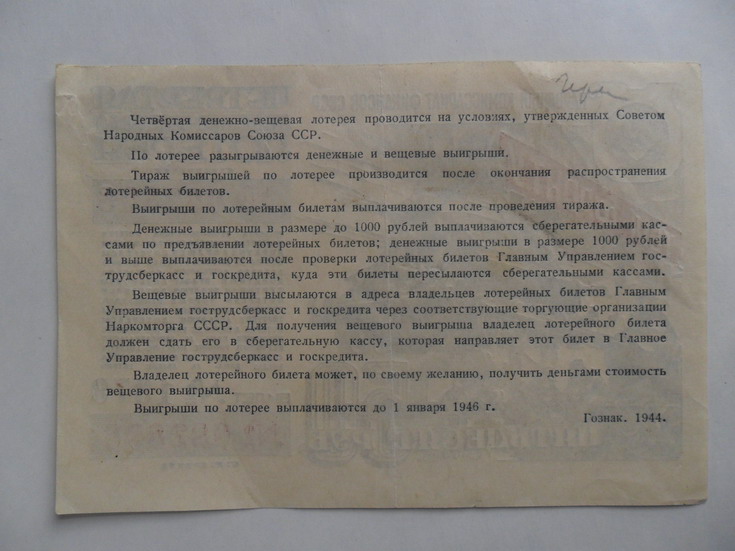 Четвёртая денежно-вещевая лотерея проводится на условиях, утвержденных Советом
Народных Комиссаров Союза ССР.
По лотерее разыгрываются денежные и вещевые выигрыши.
Тираж выигрышей по лотерее производится после окончания распространения
лотерейных билетов.
Выигрыши по лотерейным билетам выплачиваются после проведения тиража.
Денежные выигрыши в размере до 1000 рублей выплачиваются сберегательными кас-
сами по предъявлении лотерейных билетов; денежные выигрыши в размере 1000 рублей
и выше выплачиваются после проверки лотерейных билетов Главным Управлением гос-
трудсберкасс и госкредита, куда эти билеты пересылаются сберегательными кассами.
Вещевые выигрыши высылаются в адреса владельцев лотерейных билетов Главным
Управлением гострудсберкасс и госкредита через соответствующие торгующие организации
Наркомторга СССР. Для получения вещевого выигрыша владелец лотерейного билета
должен сдать его в сберегательную кассу, которая направляет этот билет в Главное
Управление гострудсберкасс и госкредита.
Владелец лотерейного билета может, по своему желанию, получить деньгами стоимость
вещевого выигрыша.
Выигрыши по лотерее выплачиваются до 1 января 1946 г.
Гознак. 1944.